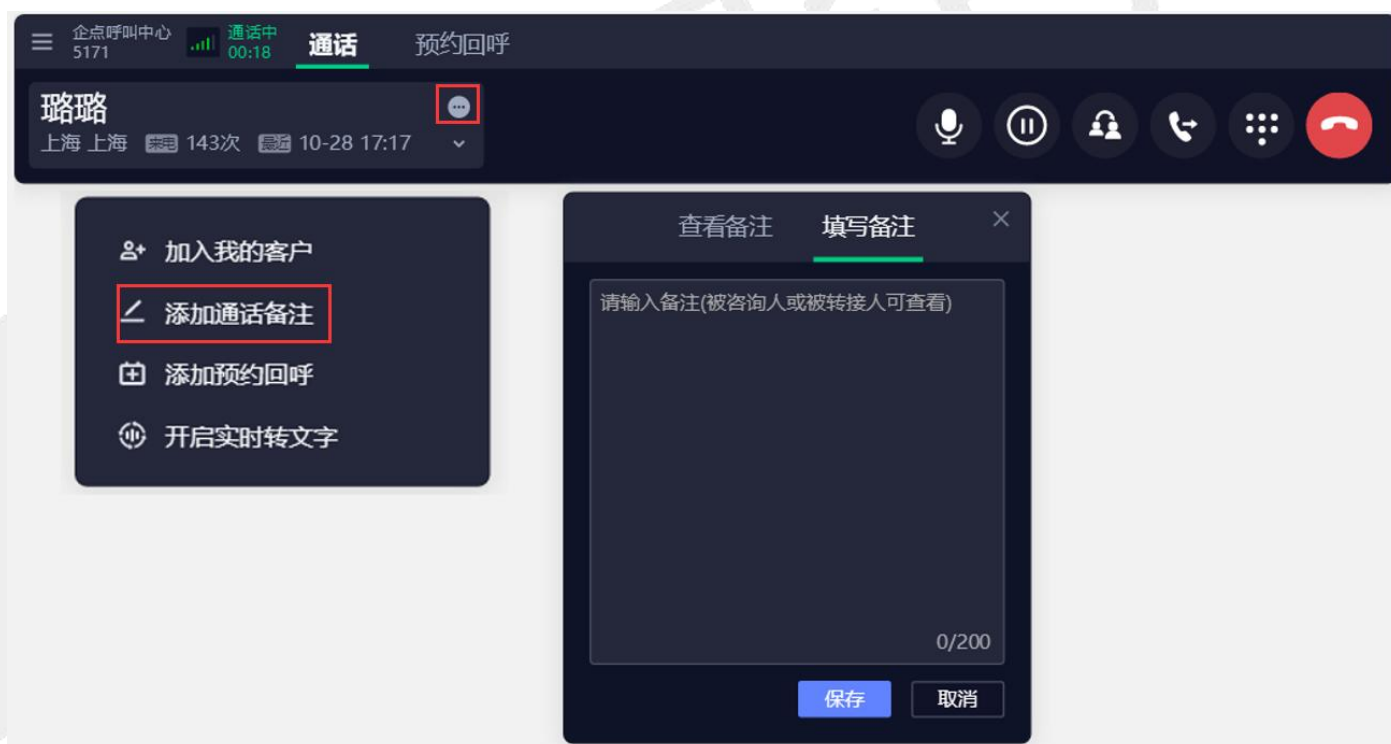 企点呼叫中心
5171
通话中
00:18
通话
预约回呼
璐璐
上海 上海 来电 143次 最近 10-28 17:17
加入我的客户
添加通话备注
添加预约回呼
开启实时转文字
查看备注
填写备注
请输入备注(被咨询人或被转接人可查看)
0/200
保存
取消